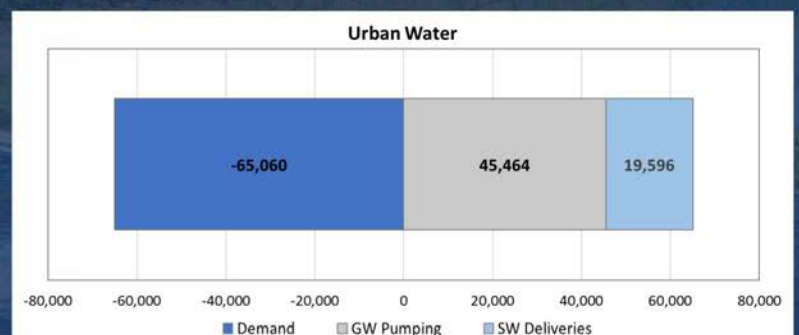 Urban Water
-65,060 45,464 19,596
-80,000 -60,000 -40,000 -20,000 0 20,000 40,000 60,000 80,000
Demand GW Pumping SW Deliveries